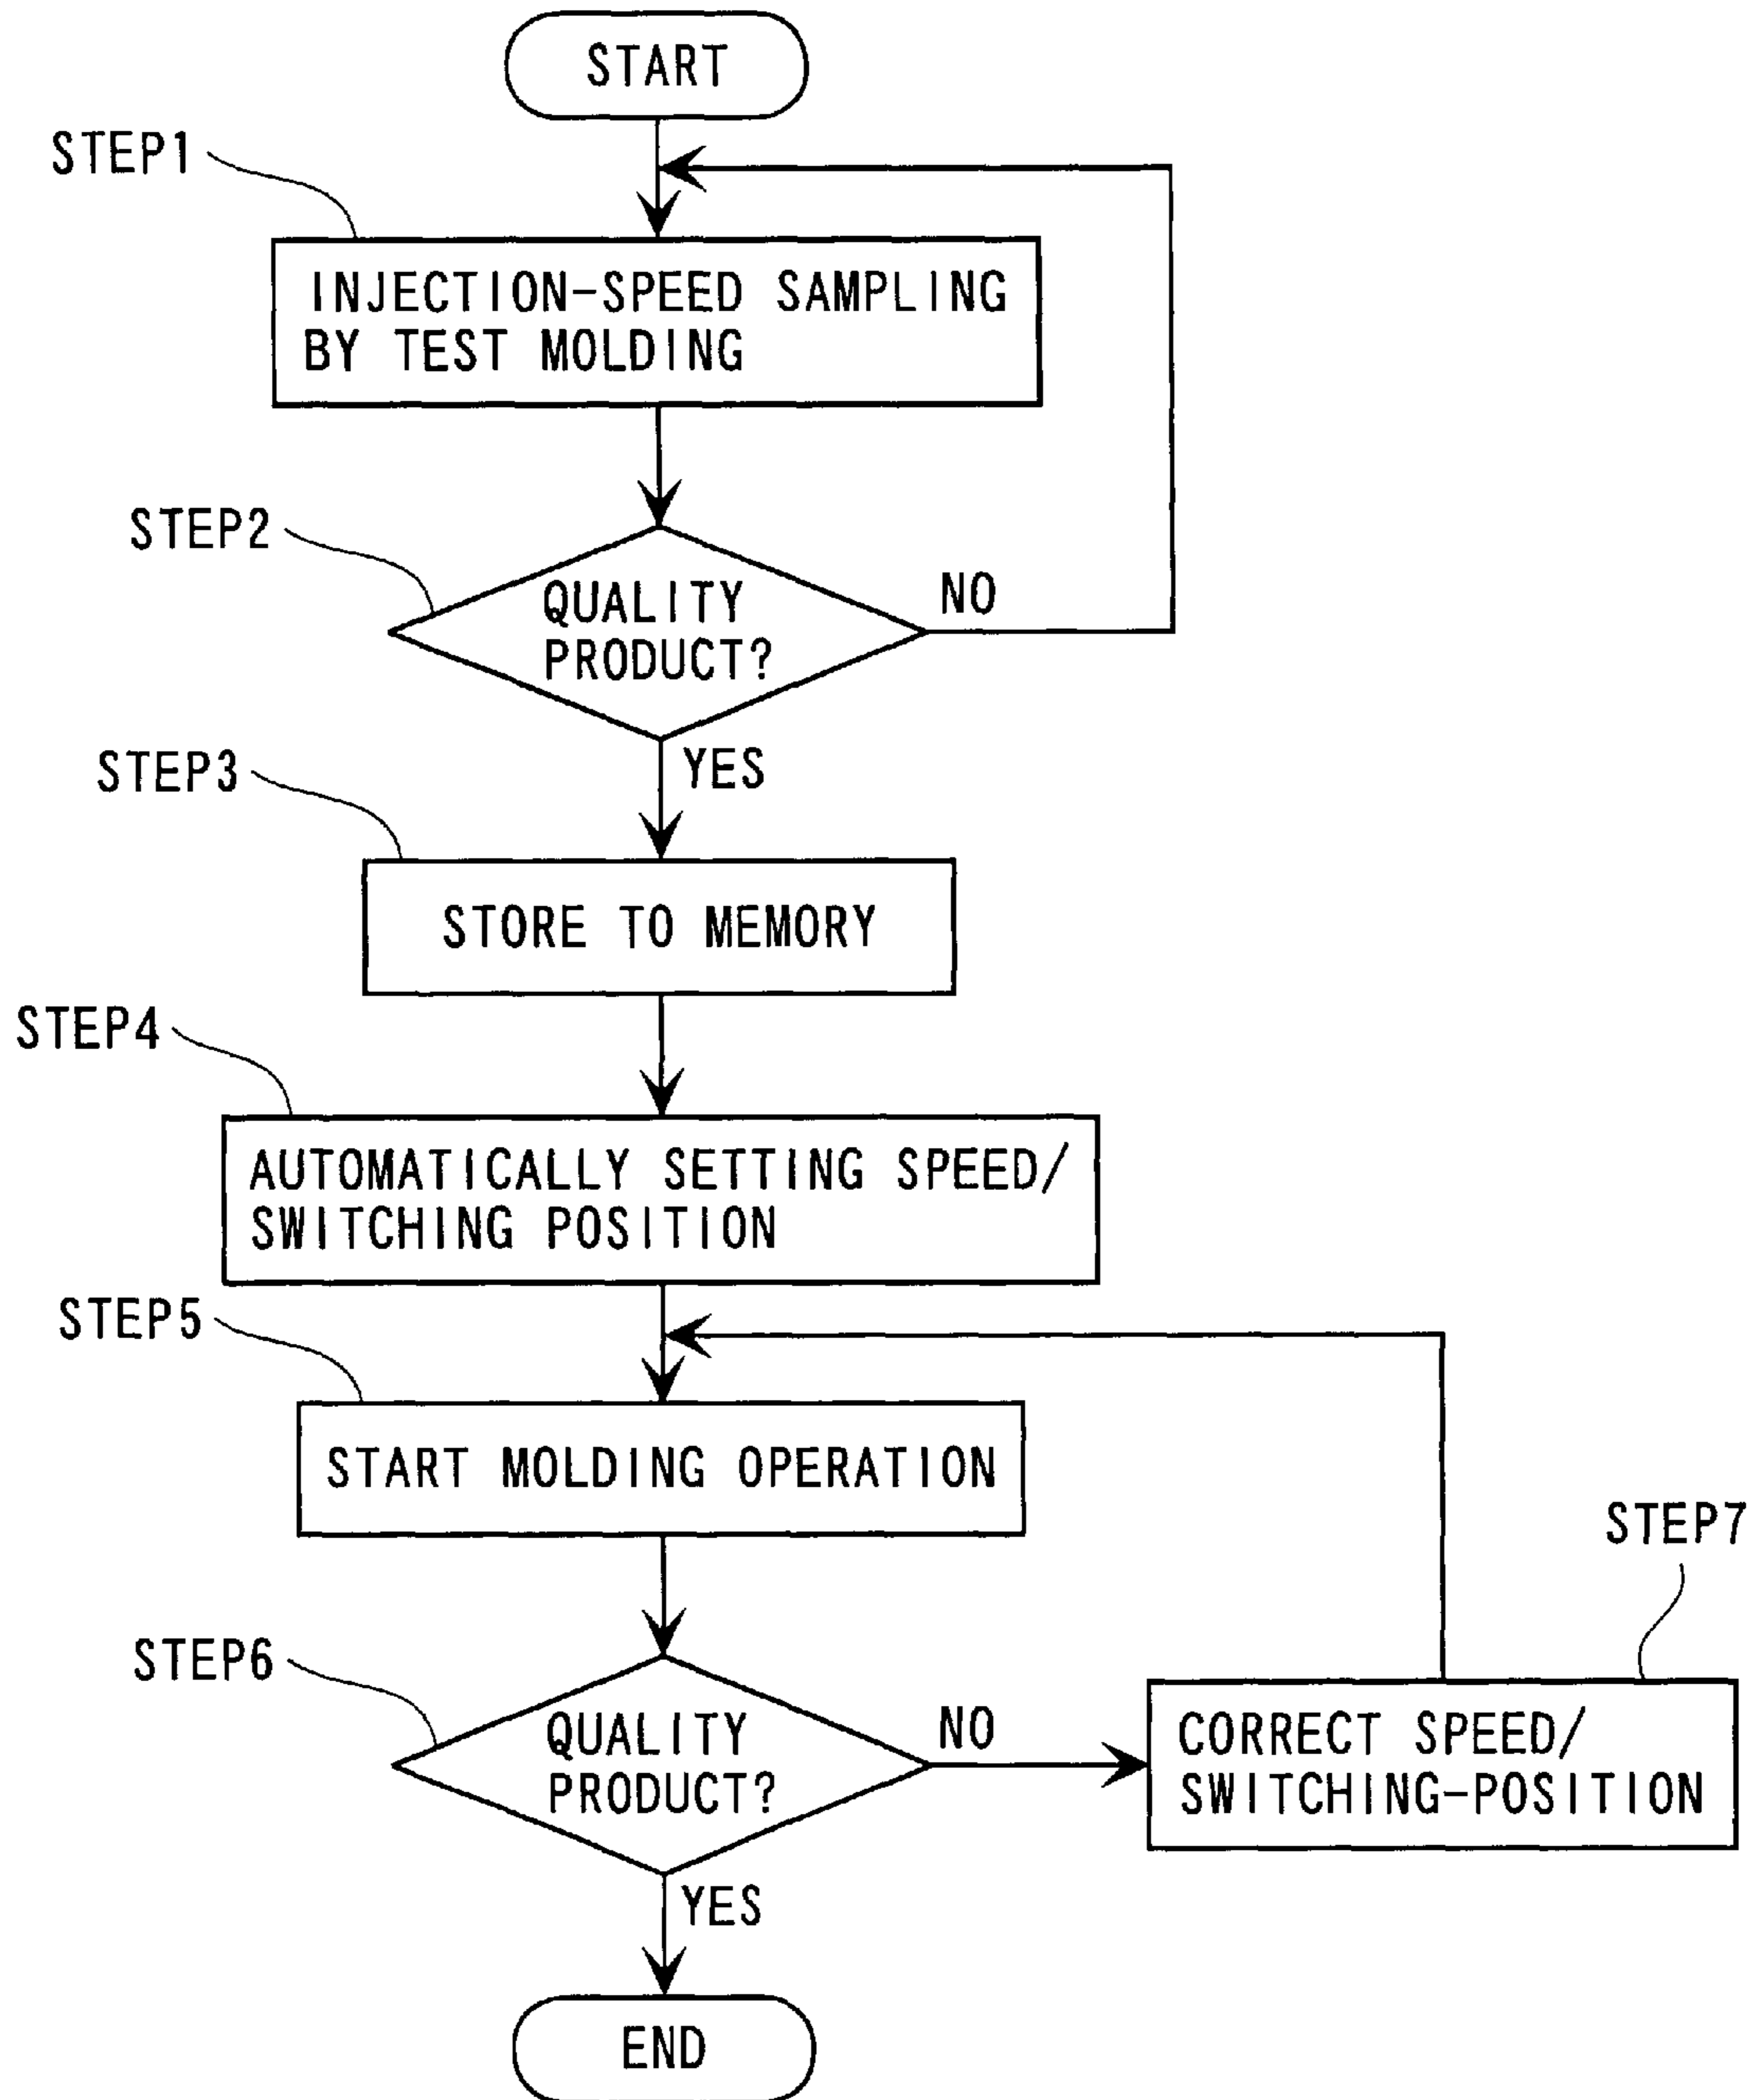 START
STEP1
INJECTION-SPEED SAMPLING
BY TEST MOLDING
STEP2
QUALITY
PRODUCT?
NO
YES
STEP3
STORE TO MEMORY
STEP4
AUTOMATICALLY SETTING SPEED/
SWITCHING POSITION
STEP5
START MOLDING OPERATION
STEP6
QUALITY
PRODUCT?
NO
STEP7
CORRECT SPEED/
SWITCHING-POSITION
YES
END